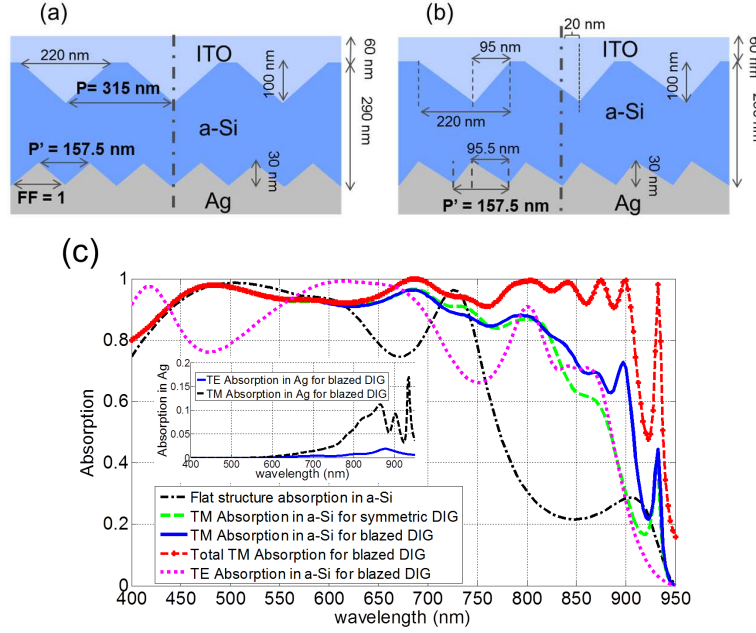 (a)
ITO
220 nm
P= 315 nm
100 nm
60 nm
a-Si
290 nm
P' = 157.5 nm
30 nm
FF = 1
Ag
(b)
20 nm
ITO
95 nm
100 nm
60 nm
220 nm
a-Si
95.5 nm
30 nm
P' = 157.5 nm
Ag
(c)
Absorption
1
0.8
0.6
0.4
0.2
0
400 450 500 550 600 650 700 750 800 850 900 950
wavelength (nm)
Absorption in Ag
0.2
0.15
0.1
0.05
0
400 500 600 700 800 900
wavelength (nm)
TE Absorption in Ag for blazed DIG
TM Absorption in Ag for blazed DIG
Flat structure absorption in a-Si
TM Absorption in a-Si for symmetric DIG
TM Absorption in a-Si for blazed DIG
Total TM Absorption for blazed DIG
TE Absorption in a-Si for blazed DIG